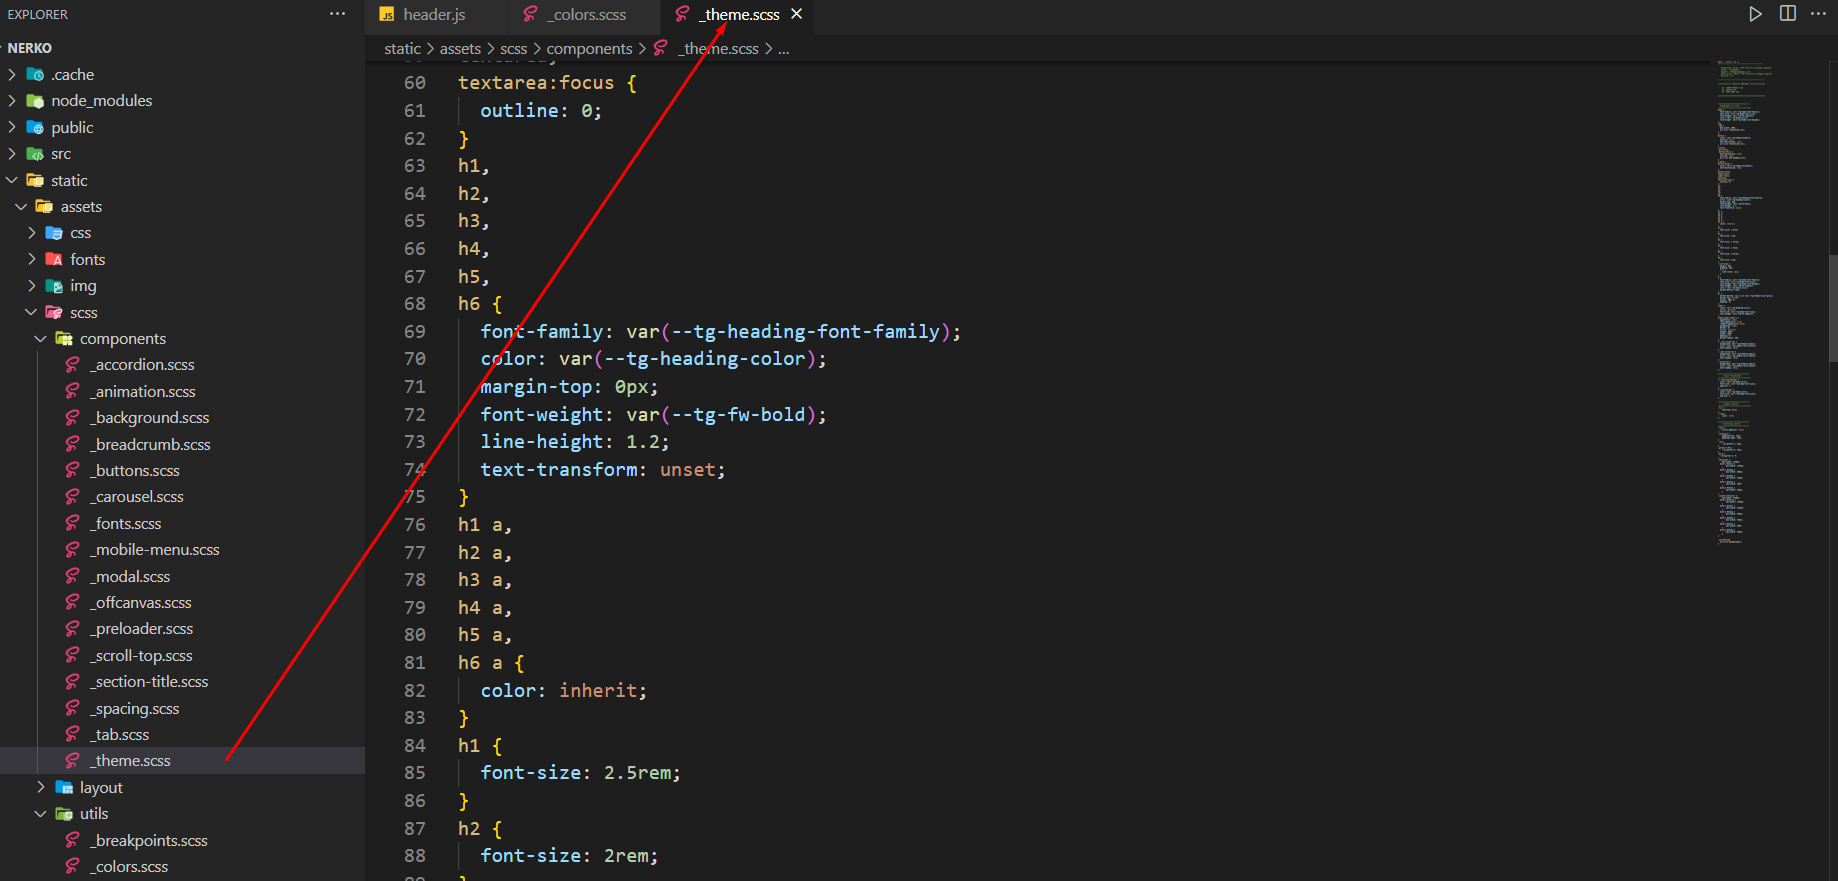 EXPLORER
NERKO
.cache
node_modules
public
src
static
assets
css
fonts
img
scss
components
_accordion.scss
_animation.scss
_background.scss
_breadcrumb.scss
_buttons.scss
_carousel.scss
_fonts.scss
_mobile-menu.scss
_modal.scss
_offcanvas.scss
_preloader.scss
_scroll-top.scss
_section-title.scss
_spacing.scss
_tab.scss
_theme.scss
layout
utils
_breakpoints.scss
_colors.scss
JS header.js
_colors.scss
_theme.scss
static > assets > scss > components > _theme.scss > ...
60 textarea:focus {
61 outline: 0;
62 }
63 h1,
64 h2,
65 h3,
66 h4,
67 h5,
68 h6 {
69 font-family: var(--tg-heading-font-family);
70 color: var(--tg-heading-color);
71 margin-top: 0px;
72 font-weight: var(--tg-fw-bold);
73 line-height: 1.2;
74 text-transform: unset;
75 }
76 h1 a,
77 h2 a,
78 h3 a,
79 h4 a,
80 h5 a,
81 h6 a {
82 color: inherit;
83 }
84 h1 {
85 font-size: 2.5rem;
86 }
87 h2 {
88 font-size: 2rem;